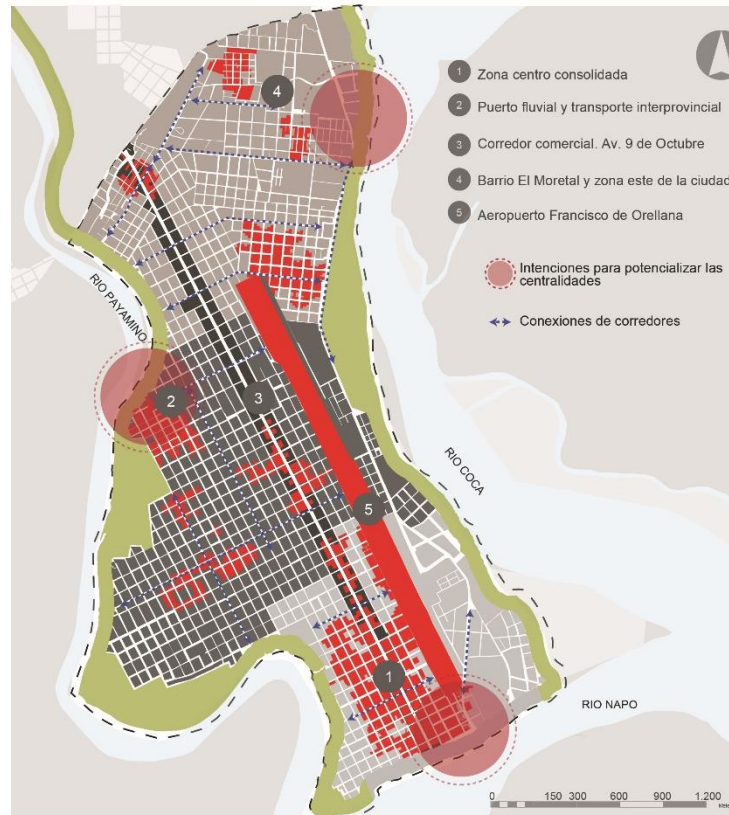 1 Zona centro consolidada
2 Puerto fluvial y transporte interprovincial
3 Corredor comercial. Av. 9 de Octubre
4 Barrio El Moretal y zona este de la ciudad
5 Aeropuerto Francisco de Orellana
Intenciones para potencializar las
centralidades
Conexiones de corredores
4
RIO PAYAMINO
2
3
RIO COCA
5
1
RIO NAPO
0 150 300 600 900 1.200